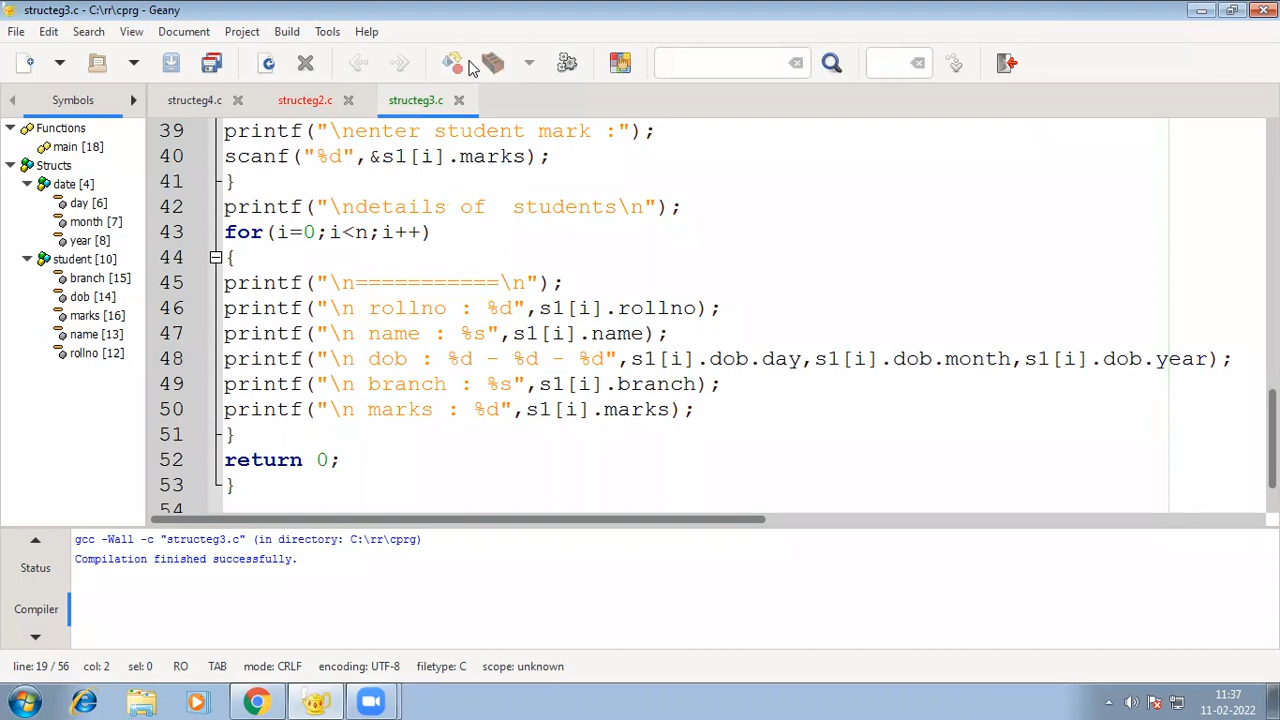 structeg3.c - C:\rr\cprg - Geany
File Edit Search View Document Project Build Tools Help
Symbols structeg4.c structeg2.c structeg3.c
Functions
main [18]
Structs
date [4]
day [6]
month [7]
year [8]
student [10]
branch [15]
dob [14]
marks [16]
name [13]
rollno [12]
39 printf("\nenter student mark :");
40 scanf("%d",&s1[i].marks);
41 }
42 printf("\ndetails of  students\n");
43 for(i=0;i<n;i++)
44 {
45 printf("\n===========\n");
46 printf("\n rollno : %d",s1[i].rollno);
47 printf("\n name : %s",s1[i].name);
48 printf("\n dob : %d - %d - %d",s1[i].dob.day,s1[i].dob.month,s1[i].dob.year);
49 printf("\n branch : %s",s1[i].branch);
50 printf("\n marks : %d",s1[i].marks);
51 }
52 return 0;
53 }
54
Status
Compiler
gcc -Wall -c "structeg3.c" (in directory: C:\rr\cprg)
Compilation finished successfully.
line: 19 / 56 col: 2 sel: 0 RO TAB mode: CRLF encoding: UTF-8 filetype: C scope: unknown
11:37
11-02-2022